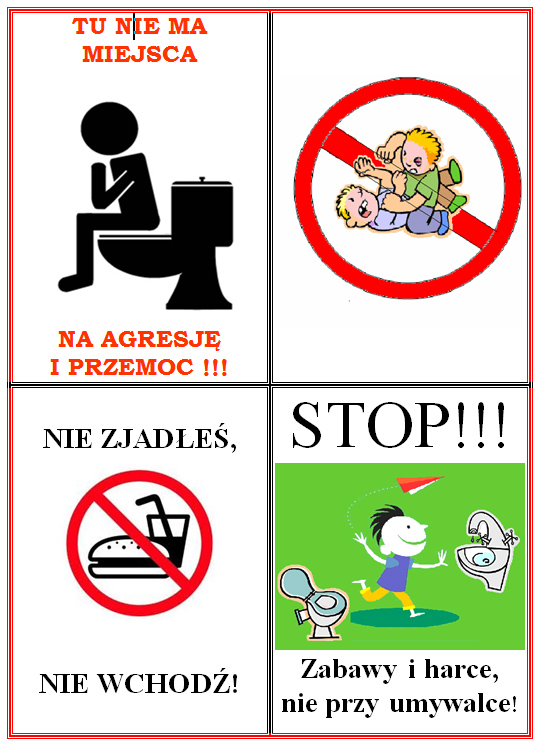 TU NIE MA
MIEJSCA
NA AGRESJĘ
I PRZEMOC !!!
NIE ZJADŁEŚ,
NIE WCHODŹ!
STOP!!!
Zabawy i harce,
nie przy umywalce!